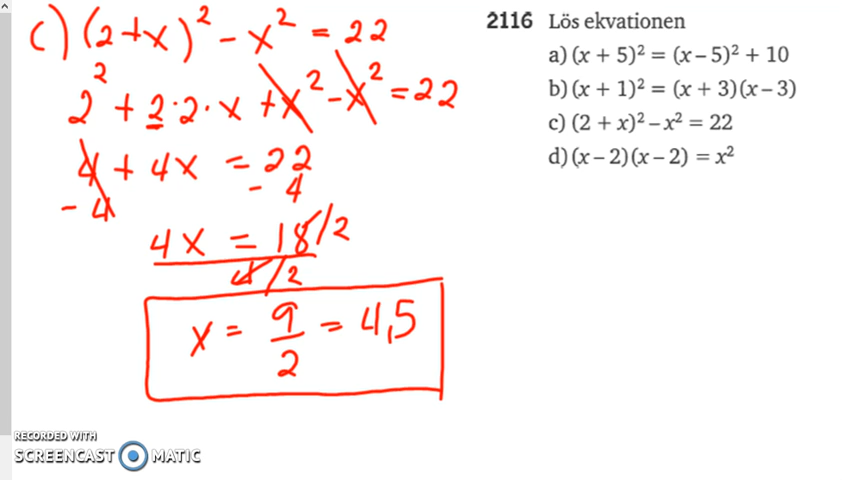 c) (2+x)² - x² = 22
2² + 2·2·x + x² - x² = 22
4 + 4x = 22
- 4 - 4
4x = 18/2
4/2
x = 9/2 = 4,5
2116 Lös ekvationen
a) (x + 5)² = (x – 5)² + 10
b) (x + 1)² = (x + 3)(x – 3)
c) (2 + x)² – x² = 22
d) (x – 2)(x – 2) = x²
RECORDED WITH
SCREENCAST MATIC